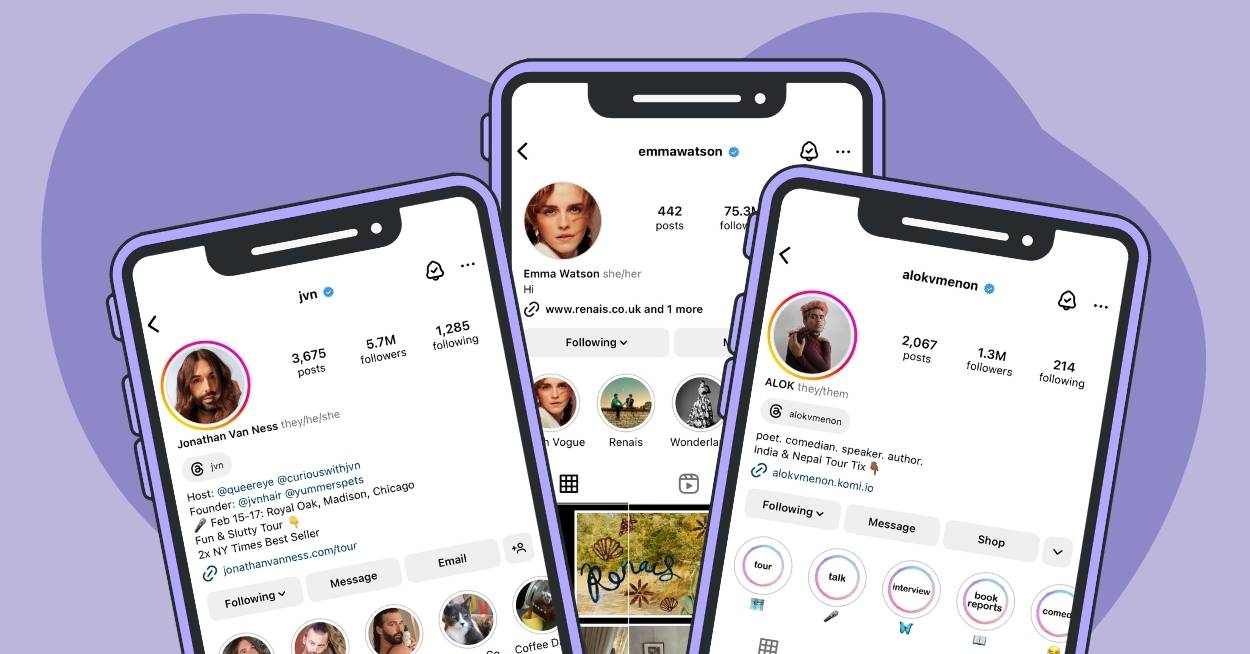 jvn
3,675
posts
5.7M
followers
1,285
following
Jonathan Van Ness they/he/she
jvn
Host: @queereye @curiouswithjvn
Founder: @jvnhair @yummerspets
🎤 Feb 15-17: Royal Oak, Madison, Chicago
Fun & Slutty Tour 👇
2x NY Times Best Seller
jonathanvanness.com/tour
Following
Message
Email
Coffee D
emmawatson
442
posts
75.3M
follow
Emma Watson she/her
Hi
www.renais.co.uk and 1 more
Following
M
n Vogue
Renais
Wonderla
Renais
alokvmenon
2,067
posts
1.3M
followers
214
following
ALOK they/them
alokvmenon
poet. comedian. speaker. author.
India & Nepal Tour Tix 👇🏾
alokvmenon.komi.io
Following
Message
Shop
tour
talk
interview
book
reports
comed